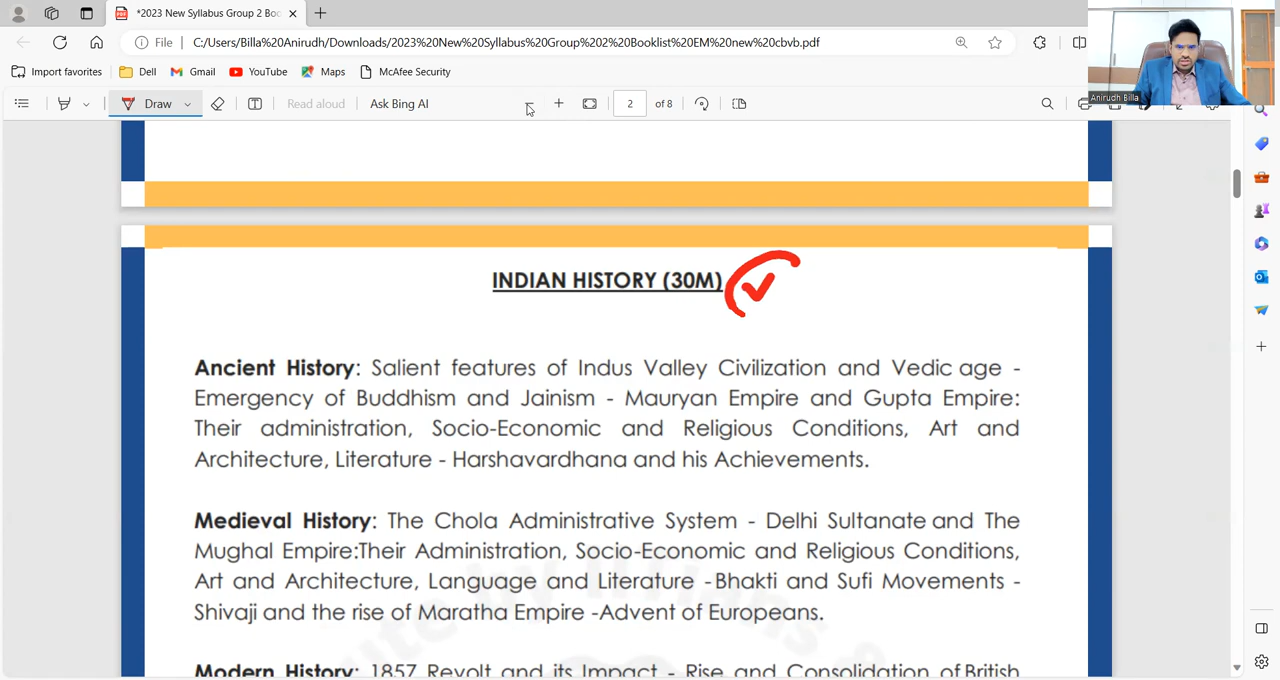 *2023 New Syllabus Group 2 Boo
File
C:/Users/Billa%20Anirudh/Downloads/2023%20New%20Syllabus%20Group%202%20Booklist%20EM%20new%20cbvb.pdf
Import favorites
Dell
Gmail
YouTube
Maps
McAfee Security
Draw
Read aloud
Ask Bing AI
2
of 8
Anirudh Billa
INDIAN HISTORY (30M)
Ancient History: Salient features of Indus Valley Civilization and Vedic age -
Emergency of Buddhism and Jainism - Mauryan Empire and Gupta Empire:
Their administration, Socio-Economic and Religious Conditions, Art and
Architecture, Literature - Harshavardhana and his Achievements.
Medieval History: The Chola Administrative System - Delhi Sultanate and The
Mughal Empire:Their Administration, Socio-Economic and Religious Conditions,
Art and Architecture, Language and Literature -Bhakti and Sufi Movements -
Shivaji and the rise of Maratha Empire -Advent of Europeans.
Modern History: 1857 Revolt and its Impact - Rise and Consolidation of British